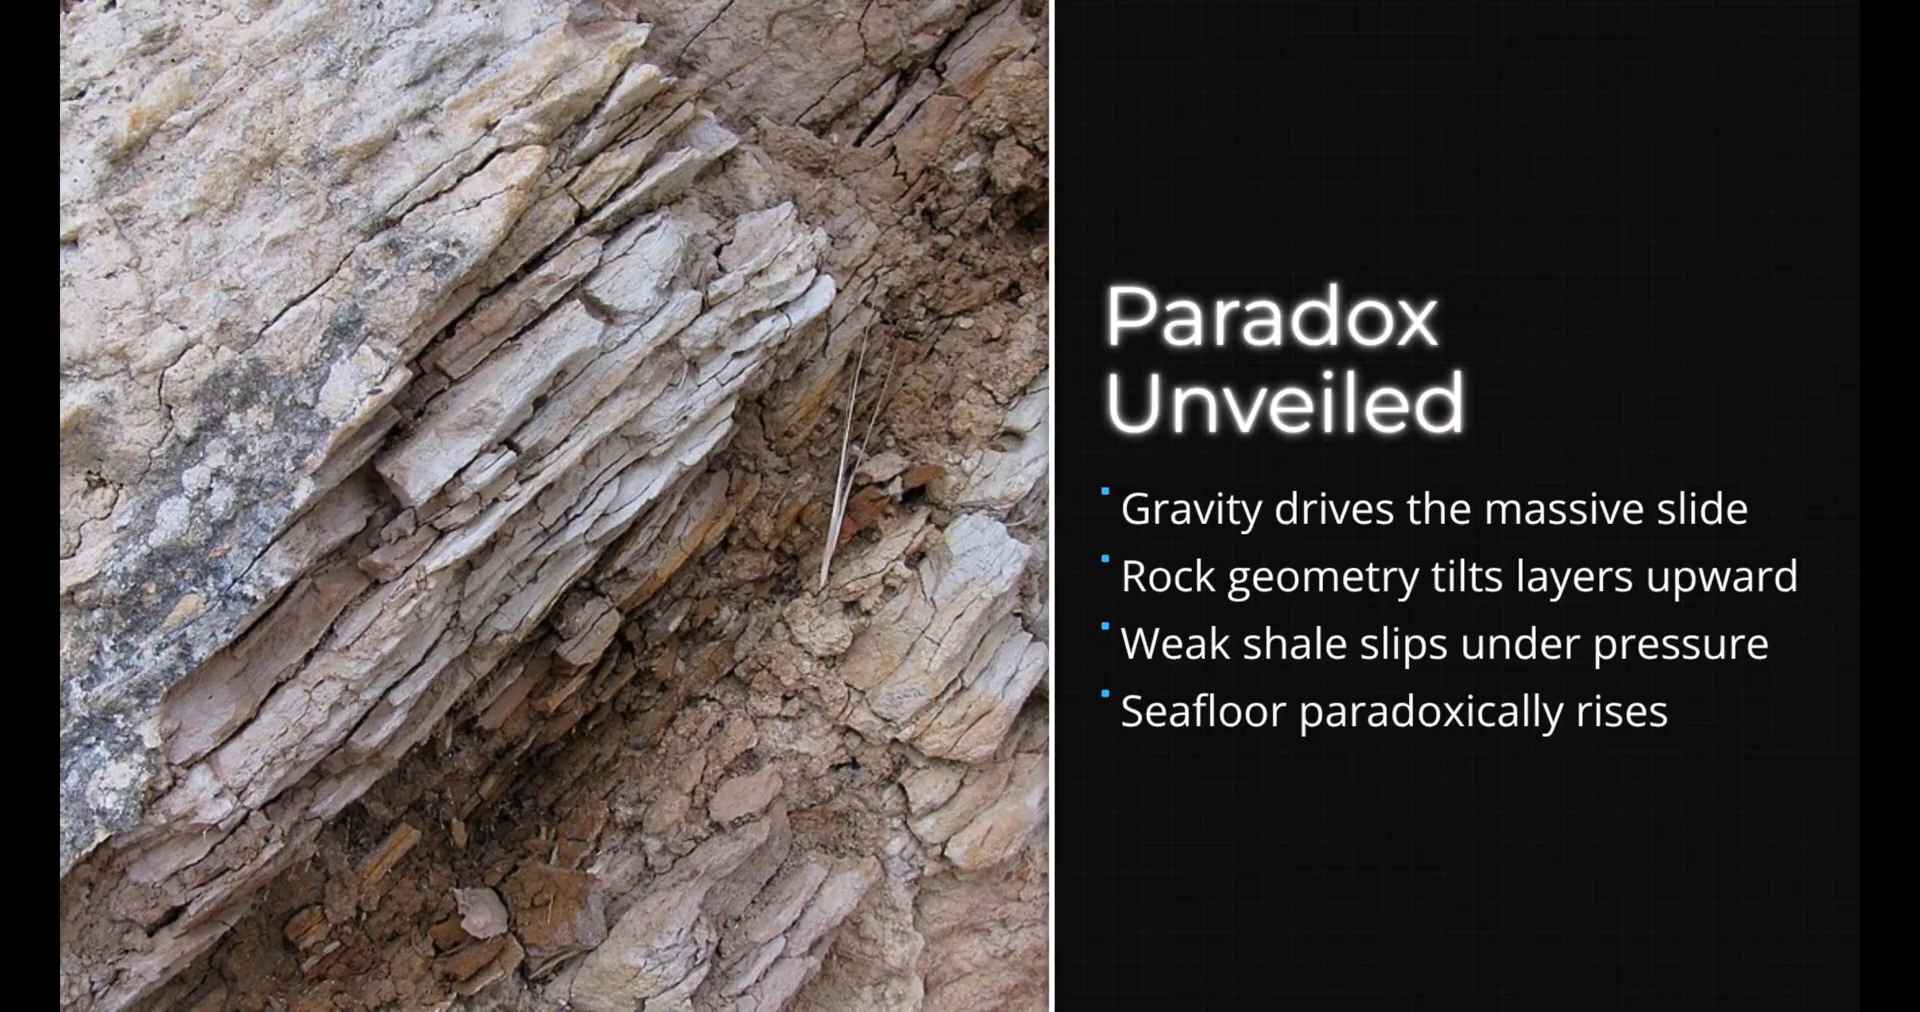 Paradox
Unveiled
Gravity drives the massive slide
Rock geometry tilts layers upward
Weak shale slips under pressure
Seafloor paradoxically rises